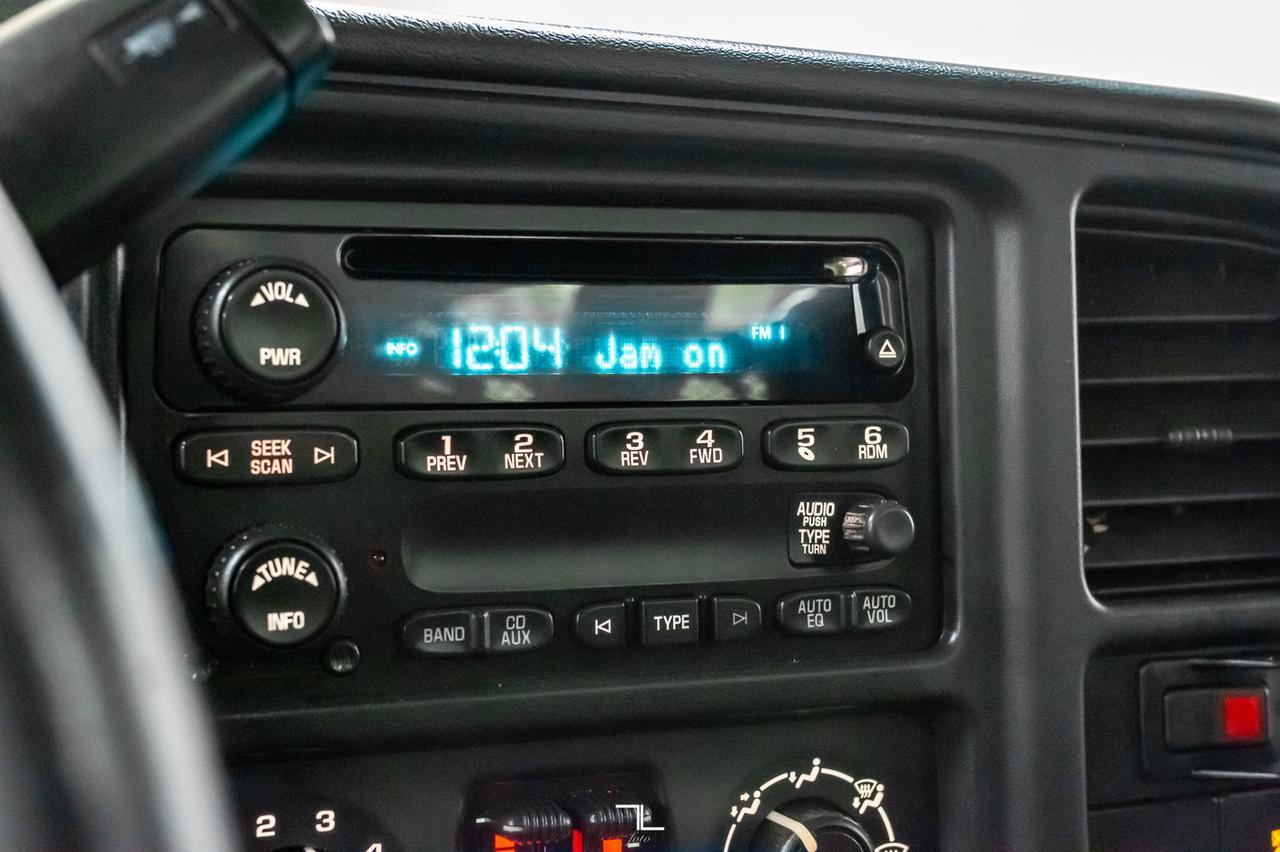 VOL
PWR
INFO 12:04 Jam on FM 1
SEEK
SCAN
1
PREV
2
NEXT
3
REV
4
FWD
5
6
RDM
AUDIO
PUSH
TYPE
TURN
TUNE
INFO
BAND
CD
AUX
TYPE
AUTO
EQ
AUTO
VOL
2 3 4
foto